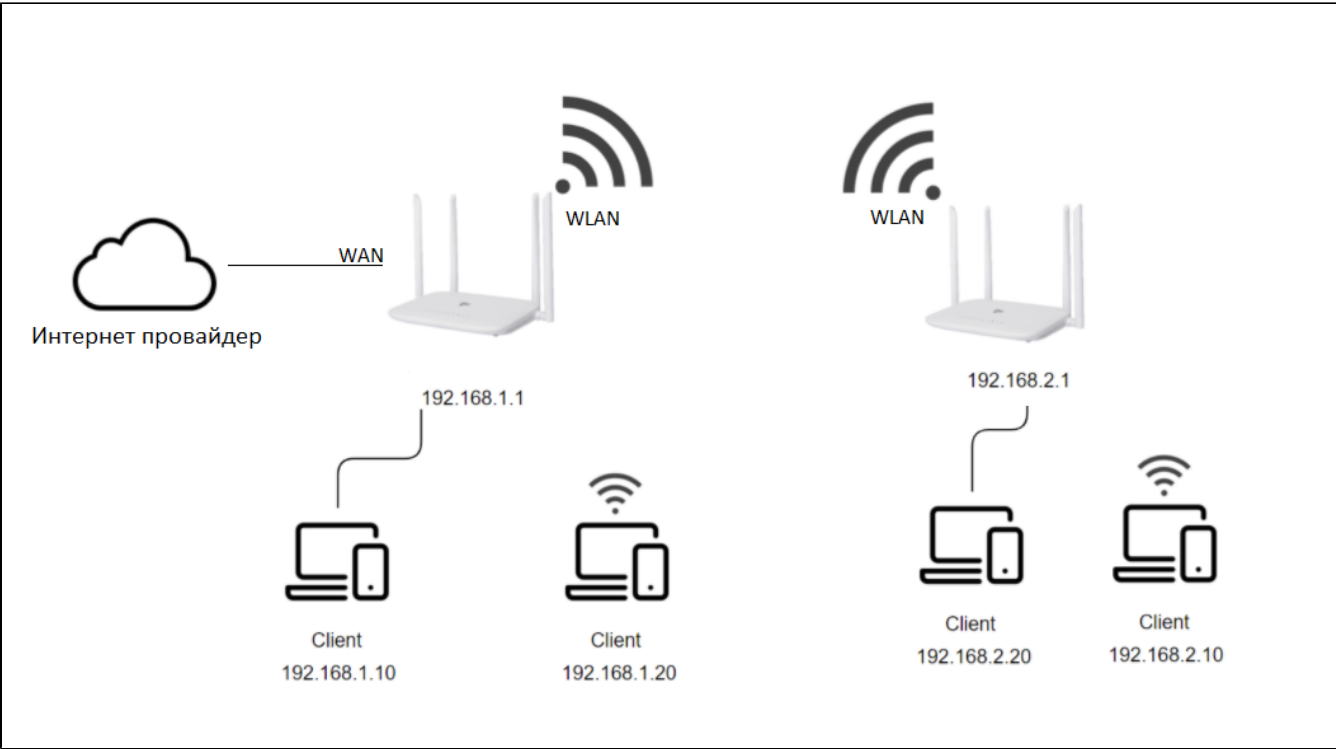 WLAN
WLAN
WAN
Интернет провайдер
192.168.1.1
192.168.2.1
Client
192.168.1.10
Client
192.168.1.20
Client
192.168.2.20
Client
192.168.2.10